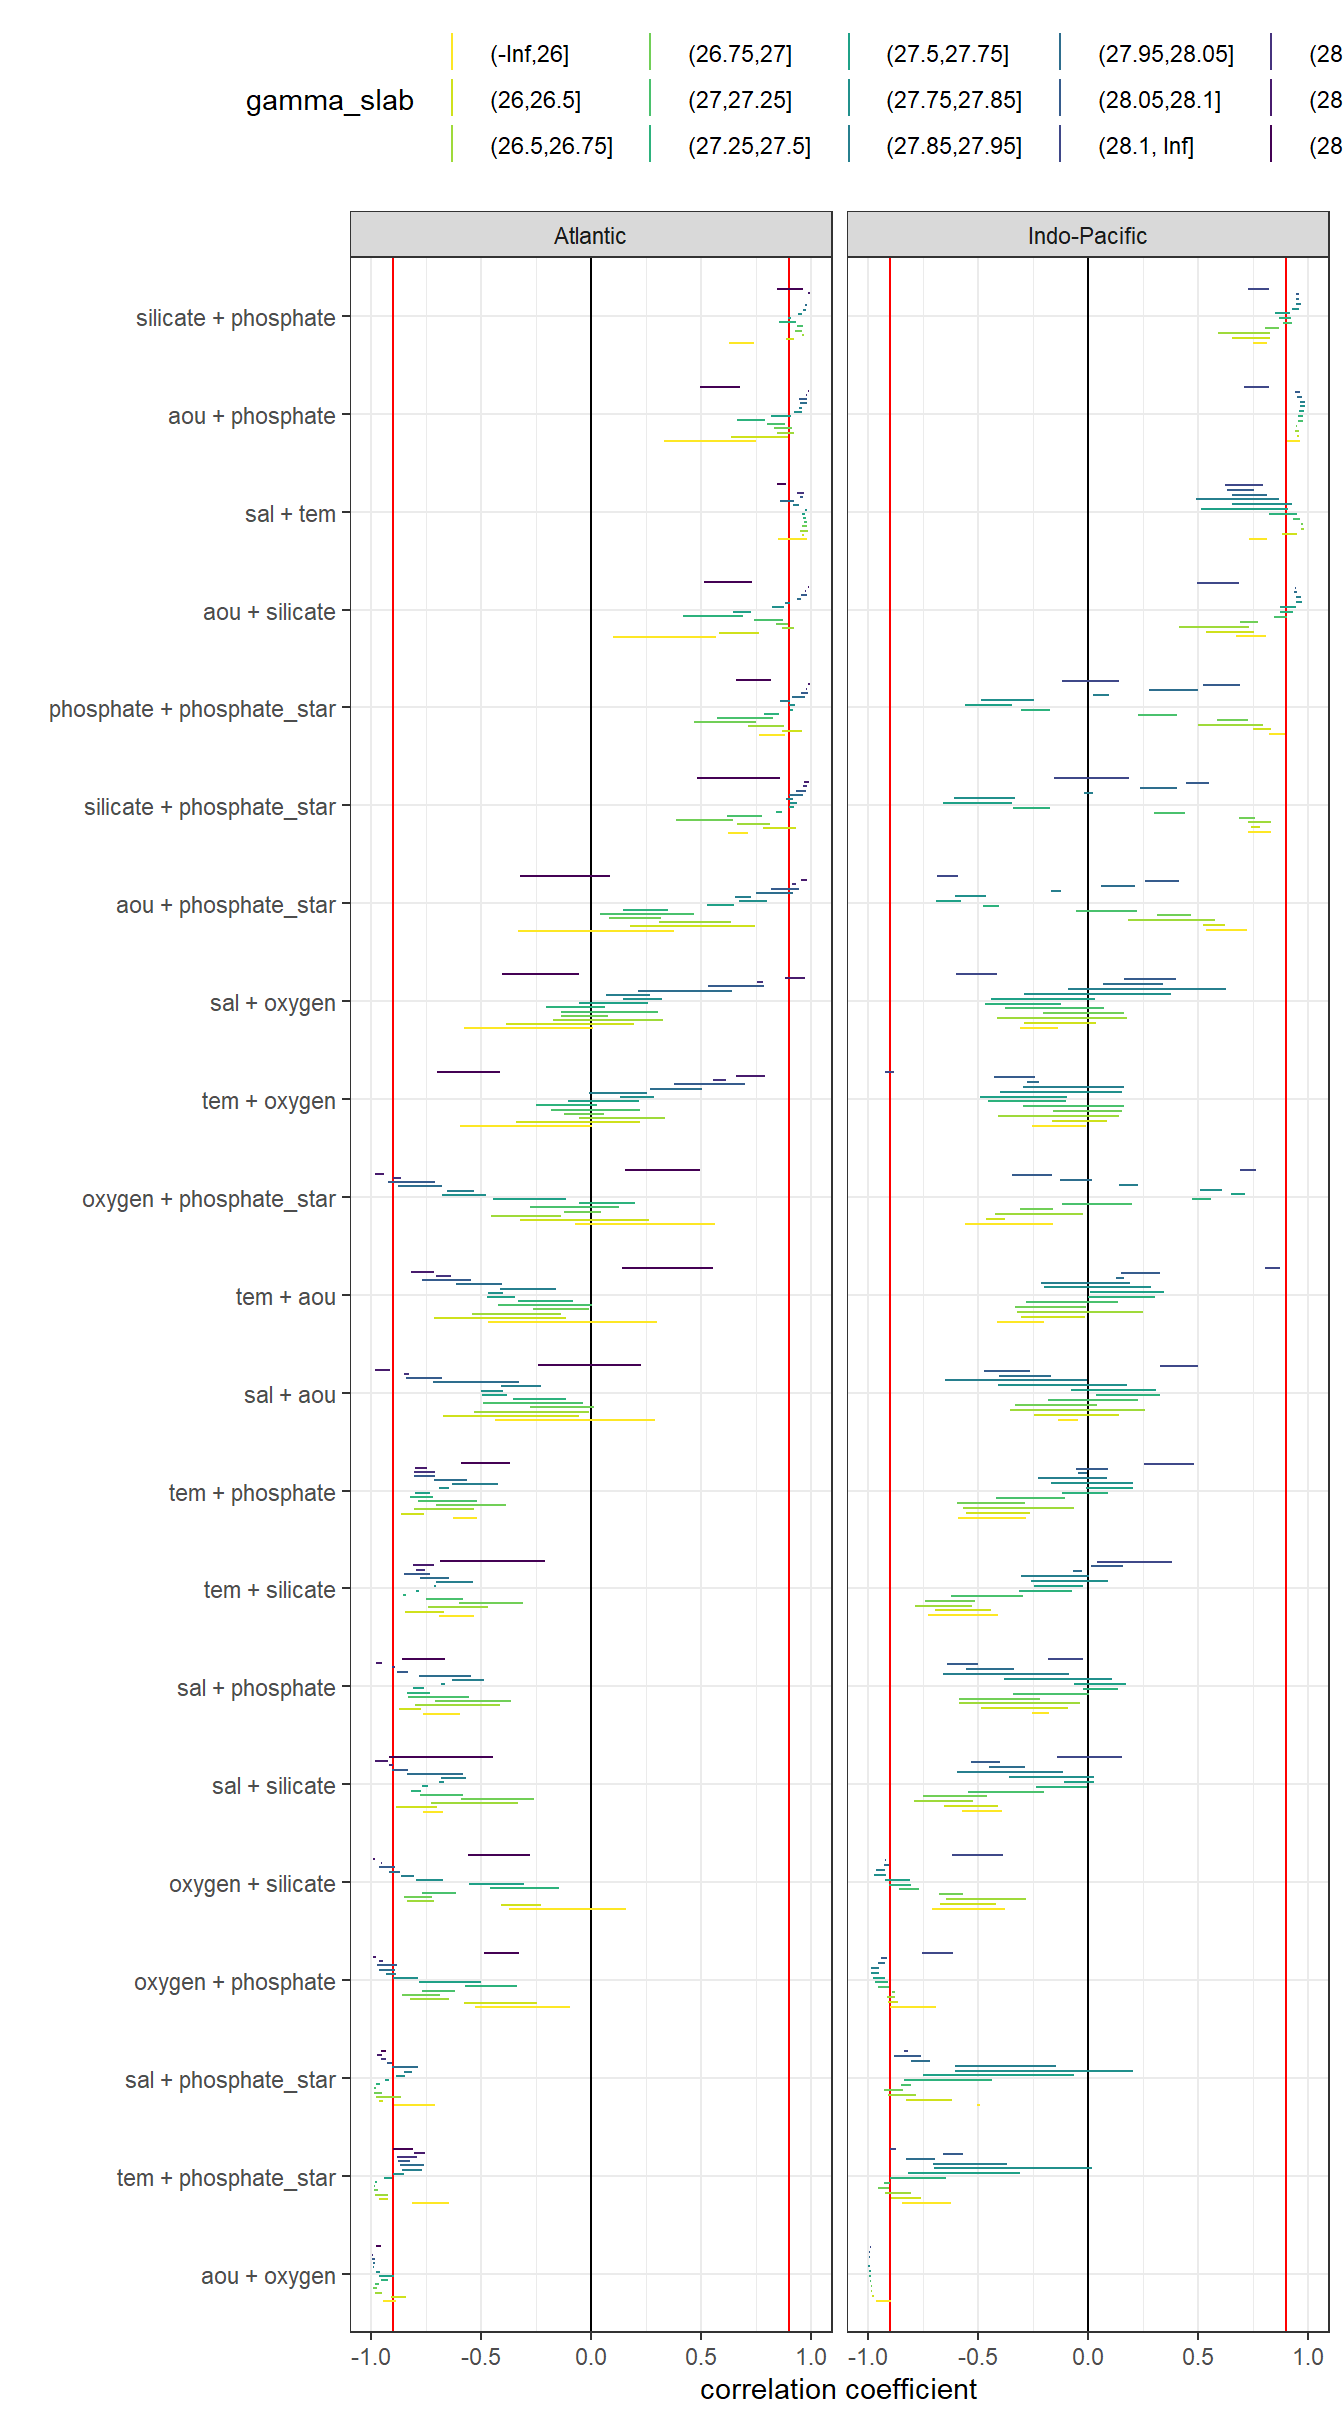 gamma_slab
(-Inf,26] (26.75,27] (27.5,27.75] (27.95,28.05] (28
(26,26.5] (27,27.25] (27.75,27.85] (28.05,28.1] (28
(26.5,26.75] (27.25,27.5] (27.85,27.95] (28.1, Inf] (28
Atlantic Indo-Pacific
silicate + phosphate
aou + phosphate
sal + tem
aou + silicate
phosphate + phosphate_star
silicate + phosphate_star
aou + phosphate_star
sal + oxygen
tem + oxygen
oxygen + phosphate_star
tem + aou
sal + aou
tem + phosphate
tem + silicate
sal + phosphate
sal + silicate
oxygen + silicate
oxygen + phosphate
sal + phosphate_star
tem + phosphate_star
aou + oxygen
-1.0 -0.5 0.0 0.5 1.0 -1.0 -0.5 0.0 0.5 1.0
correlation coefficient